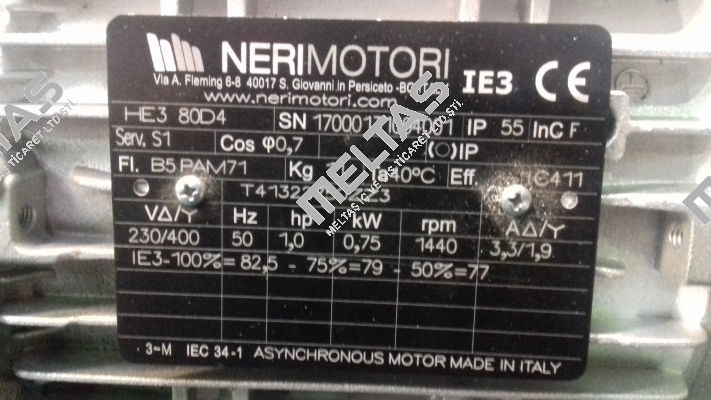 NERIMOTORI
Via A. Fleming 6-8 40017 S. Giovanni in Persiceto
www.nerimotori.com
IE3 CE
HE3 80D4 SN IP 55 InC F
Serv. S1 Cos φ0,7 IP
Fl. B5 PAM71 Kg Ta40°C Eff. IC411
VΔ/Y Hz hp kW rpm AΔ/Y
230/400 50 1,0 0,75 1440 3,3/1,9
IE3-100%=82,5 - 75%=79 - 50%=77
3~M IEC 34-1 ASYNCHRONOUS MOTOR MADE IN ITALY
MELTAS